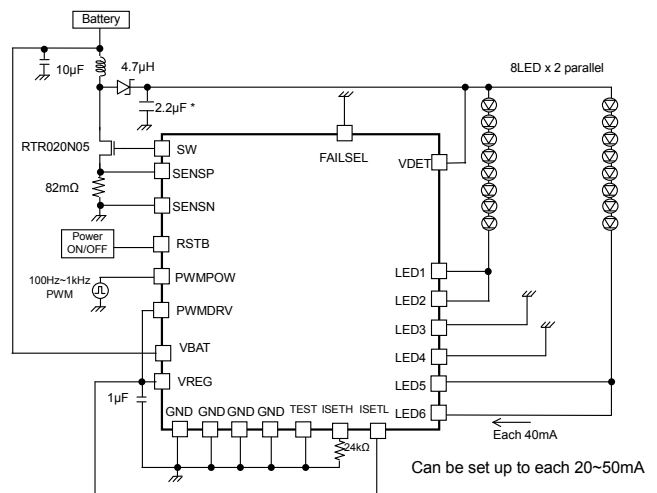 Battery
10µF
4.7µH
2.2µF *
8LED x 2 parallel
RTR020N05
82mΩ
FAILSEL
VDET
SW
SENSP
SENSN
Power
ON/OFF
RSTB
100Hz~1kHz
PWM
PWMPOW
PWMDRV
VBAT
VREG
1µF
LED1
LED2
LED3
LED4
LED5
LED6
GND GND GND GND TEST ISETH ISETL
24kΩ
Each 40mA
Can be set up to each 20~50mA